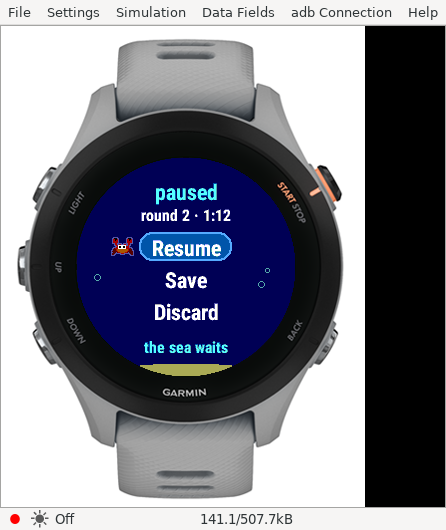 File Settings Simulation Data Fields adb Connection Help
LIGHT
START STOP
paused
round 2 · 1:12
Resume
UP
Save
Discard
DOWN
BACK
the sea waits
GARMIN
Off 141.1/507.7kB